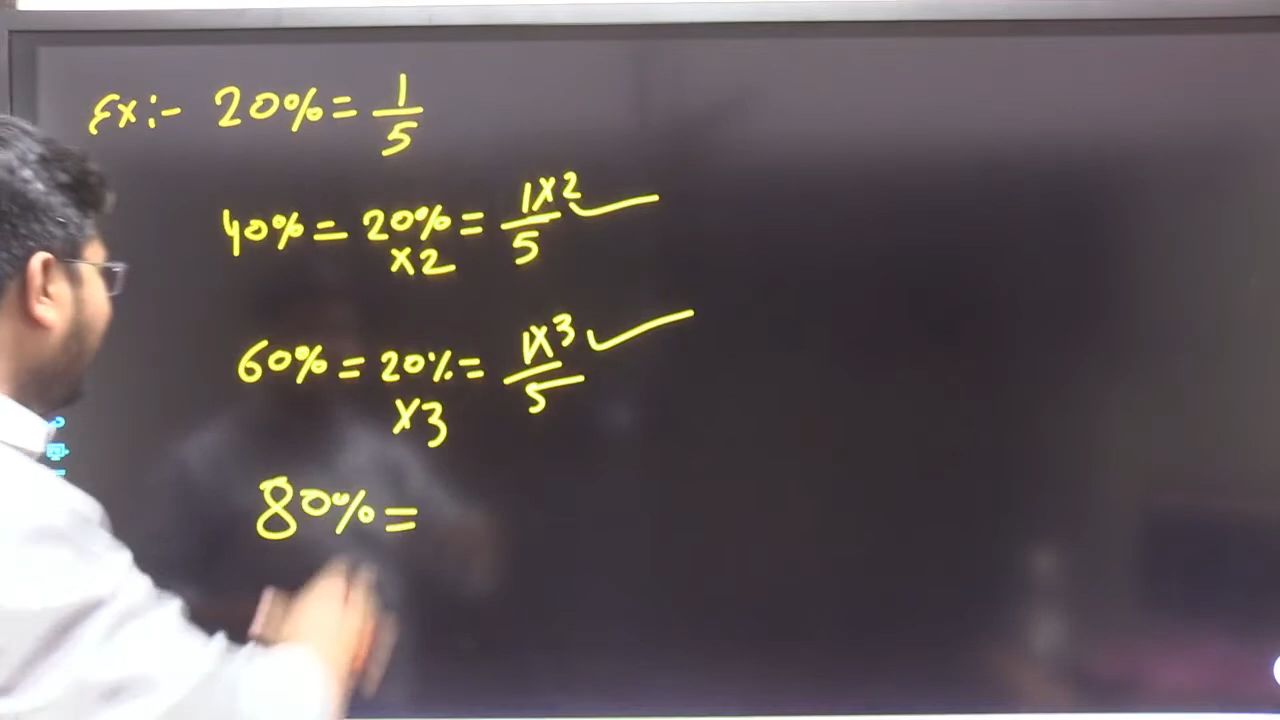 Ex:- 20% = 1/5
40% = 20% × 2 = 1×2/5
60% = 20% × 3 = 1×3/5
80% =